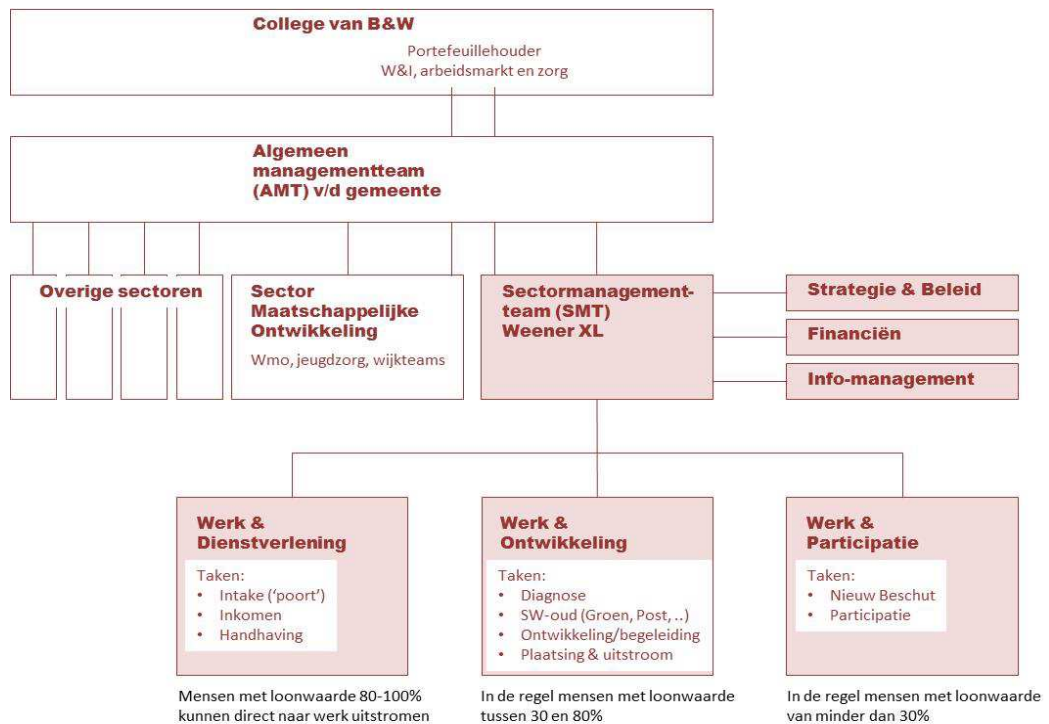 College van B&W
Portefeuillehouder
W&I, arbeidsmarkt en zorg
Algemeen
managementteam
(AMT) v/d gemeente
Overige sectoren
Sector
Maatschappelijke
Ontwikkeling
Wmo, jeugdzorg, wijkteams
Sectormanagement-
team (SMT)
Weener XL
Strategie & Beleid
Financiën
Info-management
Werk &
Dienstverlening
Taken:
• Intake (‘poort’)
• Inkomen
• Handhaving
Mensen met loonwaarde 80-100%
kunnen direct naar werk uitstromen
Werk &
Ontwikkeling
Taken:
• Diagnose
• SW-oud (Groen, Post, ..)
• Ontwikkeling/begeleiding
• Plaatsing & uitstroom
In de regel mensen met loonwaarde
tussen 30 en 80%
Werk &
Participatie
Taken:
• Nieuw Beschut
• Participatie
In de regel mensen met loonwaarde
van minder dan 30%